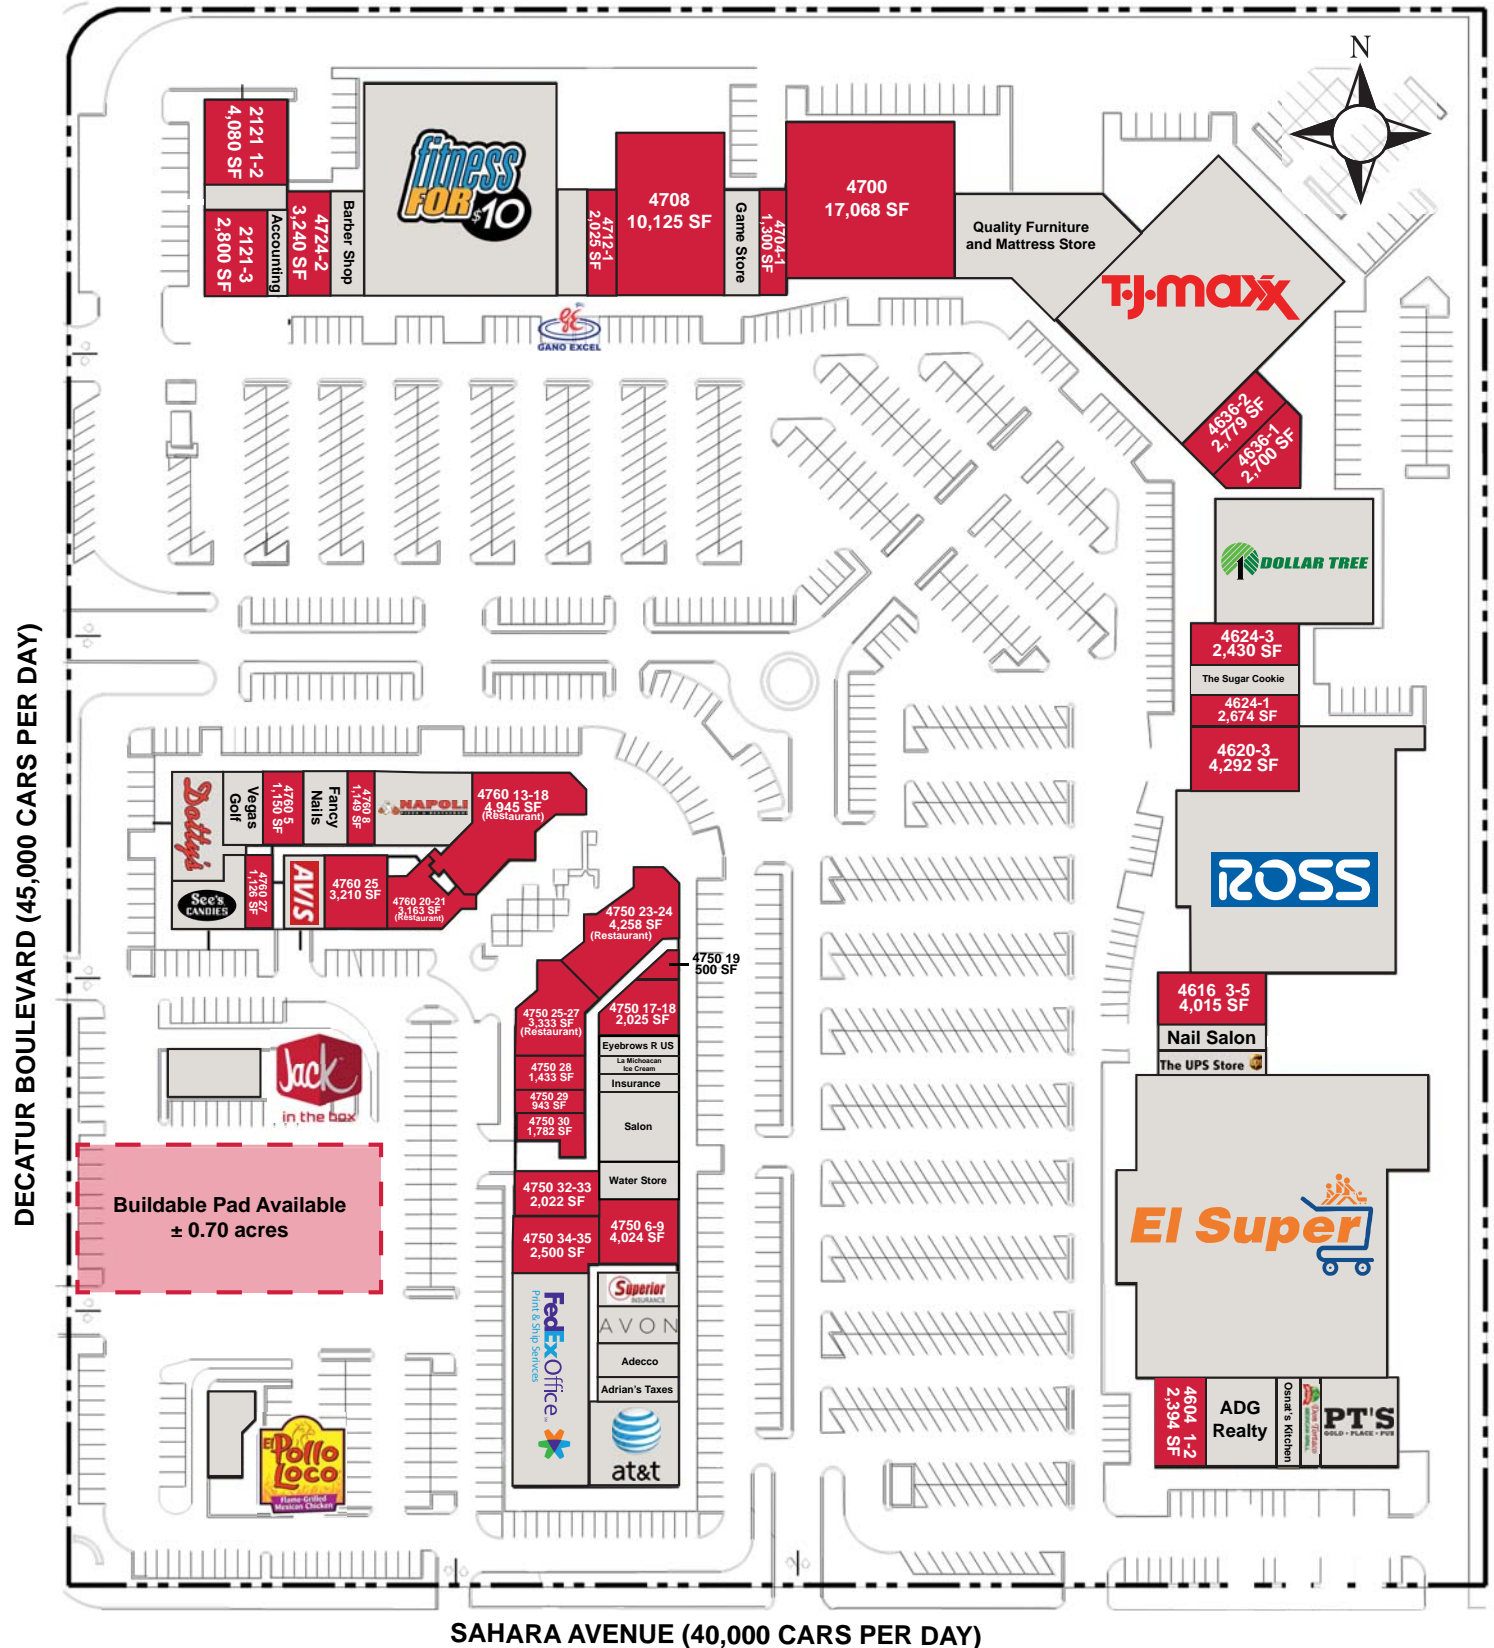 N
2121 1-2
4,080 SF
2121-3
2,800 SF
Accounting
4724-2
3,240 SF
Barber Shop
fitness
FOR $10
4712-1
2,025 SF
GANO EXCEL
4708
10,125 SF
Game Store
4704-1
1,300 SF
4700
17,068 SF
Quality Furniture
and Mattress Store
T.J.maxx
4636-2
2,779 SF
4636-1
2,700 SF
DOLLAR TREE
4624-3
2,430 SF
The Sugar Cookie
4624-1
2,674 SF
4620-3
4,292 SF
ROSS
4616 3-5
4,015 SF
Nail Salon
The UPS Store
El Super
4604 1-2
2,394 SF
ADG
Realty
Osnat's Kitchen
Don Tortaco
PT'S
GOLD • PLACE • PUB
Dotty's
Vegas
Golf
4760 5
1,150 SF
Fancy
Nails
4760 8
1,149 SF
NAPOLI
4760 13-18
4,945 SF
(Restaurant)
See's
CANDIES
4760 27
1,126 SF
AVIS
4760 25
3,210 SF
4760 20-21
3,163 SF
(Restaurant)
4750 23-24
4,258 SF
(Restaurant)
4750 19
500 SF
4750 25-27
3,333 SF
(Restaurant)
4750 17-18
2,025 SF
Eyebrows R US
La Michoacan
Ice Cream
Insurance
Salon
Water Store
4750 28
1,433 SF
4750 29
943 SF
4750 30
1,782 SF
4750 32-33
2,022 SF
4750 34-35
2,500 SF
4750 6-9
4,024 SF
Superior
INSURANCE
AVON
Adecco
Adrian's Taxes
at&t
FedEx Office
Print & Ship Serivces
Jack
in the box
Buildable Pad Available
± 0.70 acres
El Pollo
Loco
Flame-Grilled
Mexican Chicken
DECATUR BOULEVARD (45,000 CARS PER DAY)
SAHARA AVENUE (40,000 CARS PER DAY)